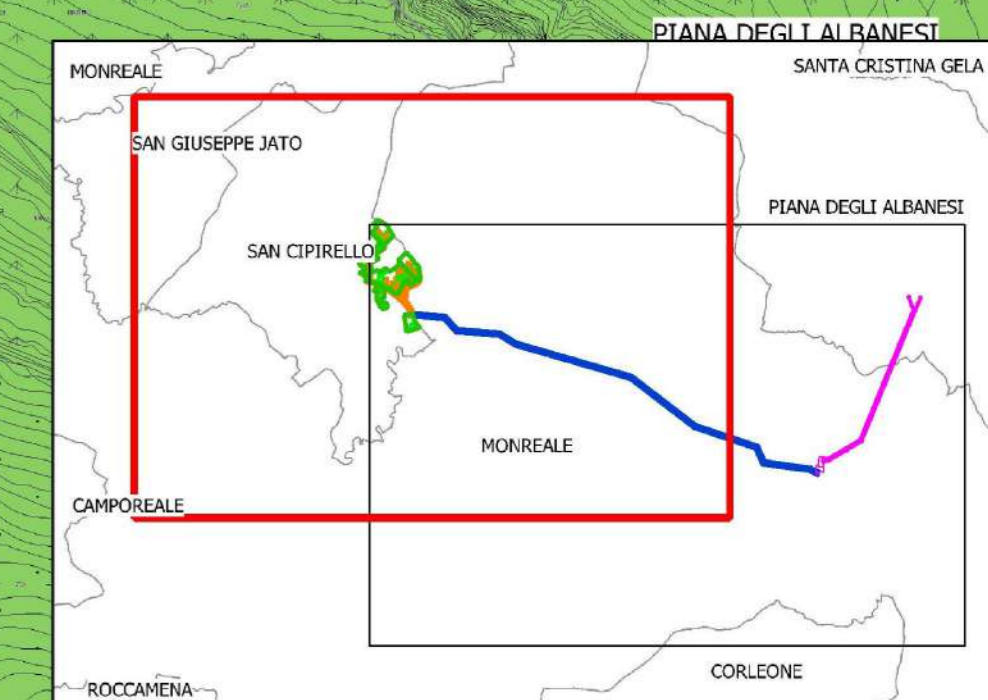 PIANA DEGLI ALBANESI
MONREALE
SANTA CRISTINA GELA
SAN GIUSEPPE JATO
PIANA DEGLI ALBANESI
SAN CIPIRELLO
MONREALE
CAMPOREALE
CORLEONE
ROCCAMENA